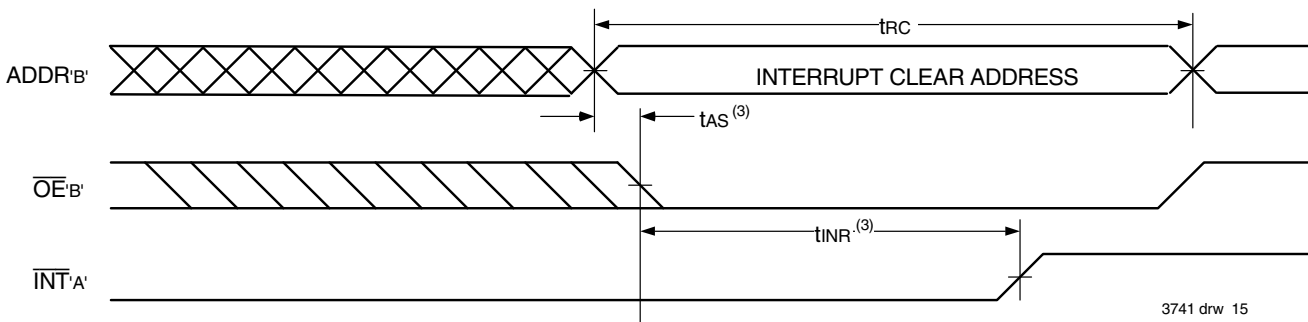 tRC
ADDR'B'
INTERRUPT CLEAR ADDRESS
tAS (3)
OE'B'
tINR (3)
INT'A'
3741 drw 15